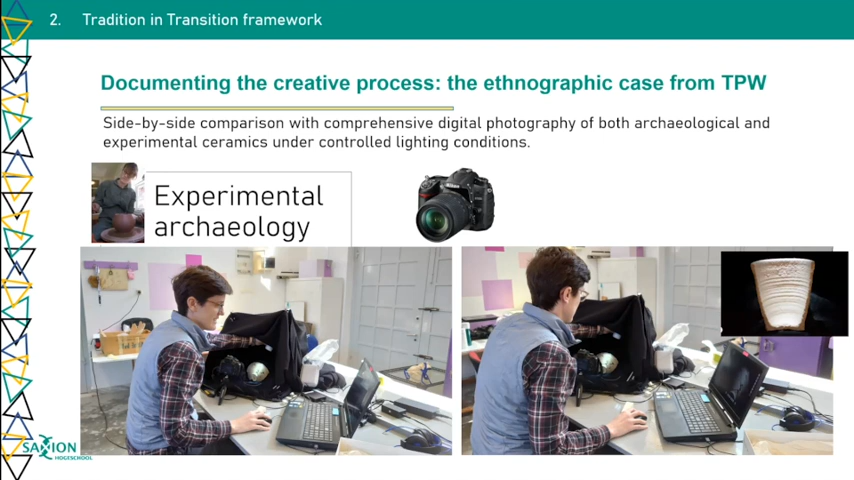 2. Tradition in Transition framework
Documenting the creative process: the ethnographic case from TPW
Side-by-side comparison with comprehensive digital photography of both archaeological and
experimental ceramics under controlled lighting conditions.
Experimental
archaeology
Nikon
SAXION
HOGESCHOOL